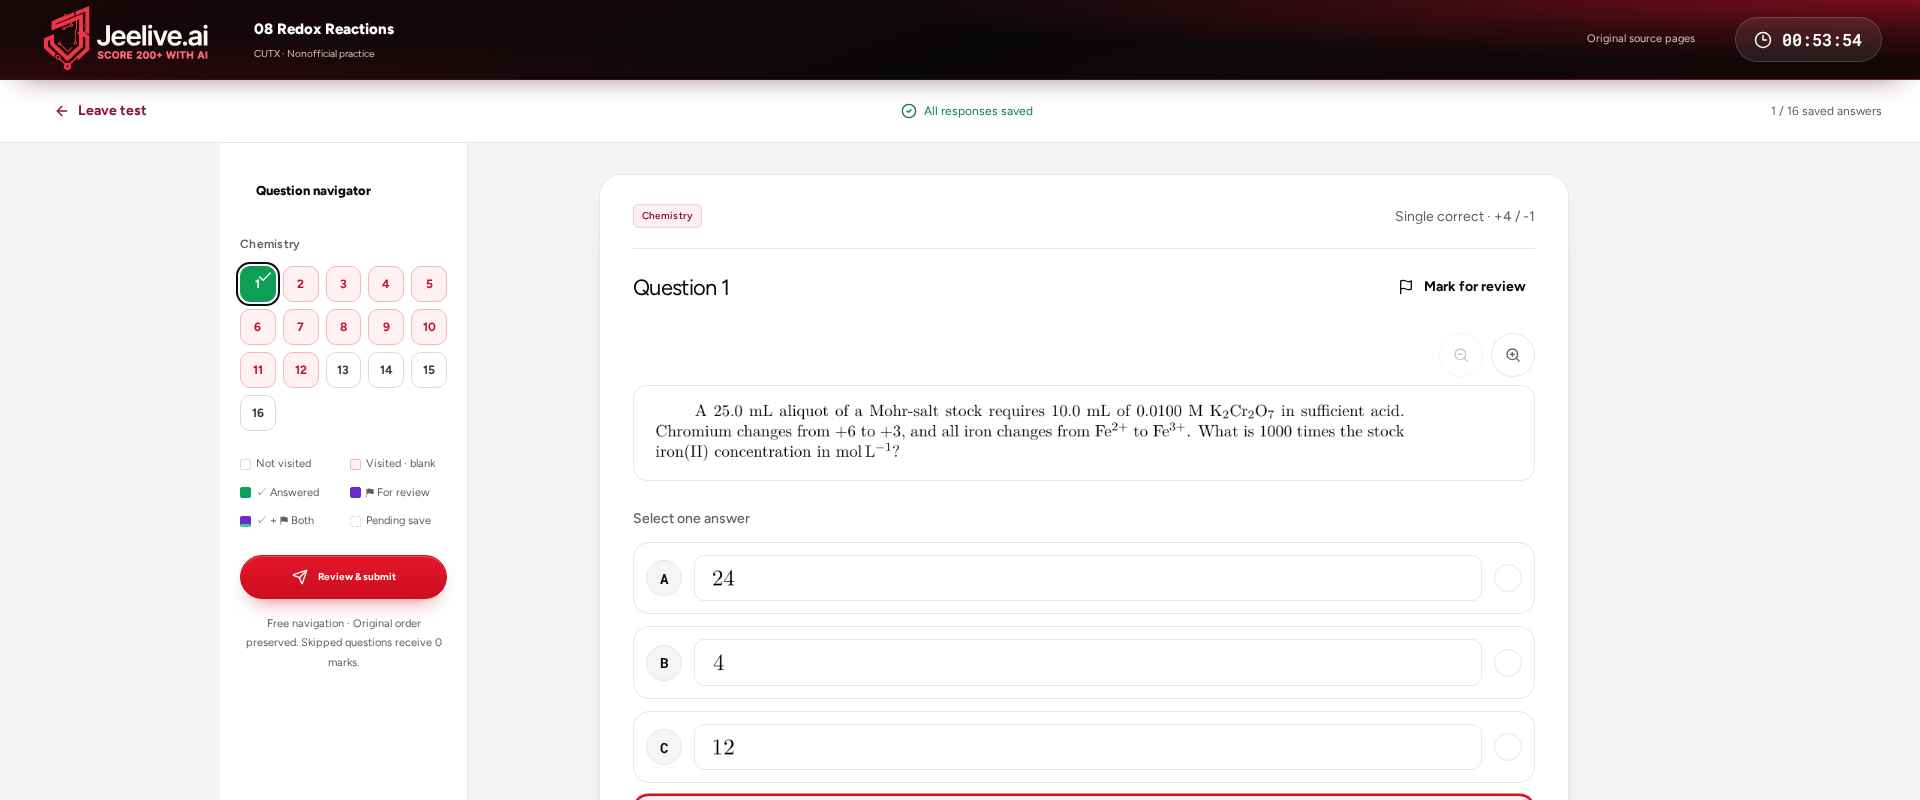 Jeelive.ai
SCORE 200+ WITH AI
08 Redox Reactions
CUTX · Nonofficial practice
Original source pages
00:53:54
Leave test
All responses saved
1 / 16 saved answers
Question navigator
Chemistry
1 2 3 4 5
6 7 8 9 10
11 12 13 14 15
16
Not visited
Visited · blank
✓ Answered
For review
✓ + Both
Pending save
Review & submit
Free navigation · Original order
preserved. Skipped questions receive 0
marks.
Chemistry
Single correct · +4 / -1
Question 1
Mark for review
A 25.0 mL aliquot of a Mohr-salt stock requires 10.0 mL of 0.0100 M K₂Cr₂O₇ in sufficient acid.
Chromium changes from +6 to +3, and all iron changes from Fe²⁺ to Fe³⁺. What is 1000 times the stock
iron(II) concentration in mol L⁻¹?
Select one answer
A 24
B 4
C 12